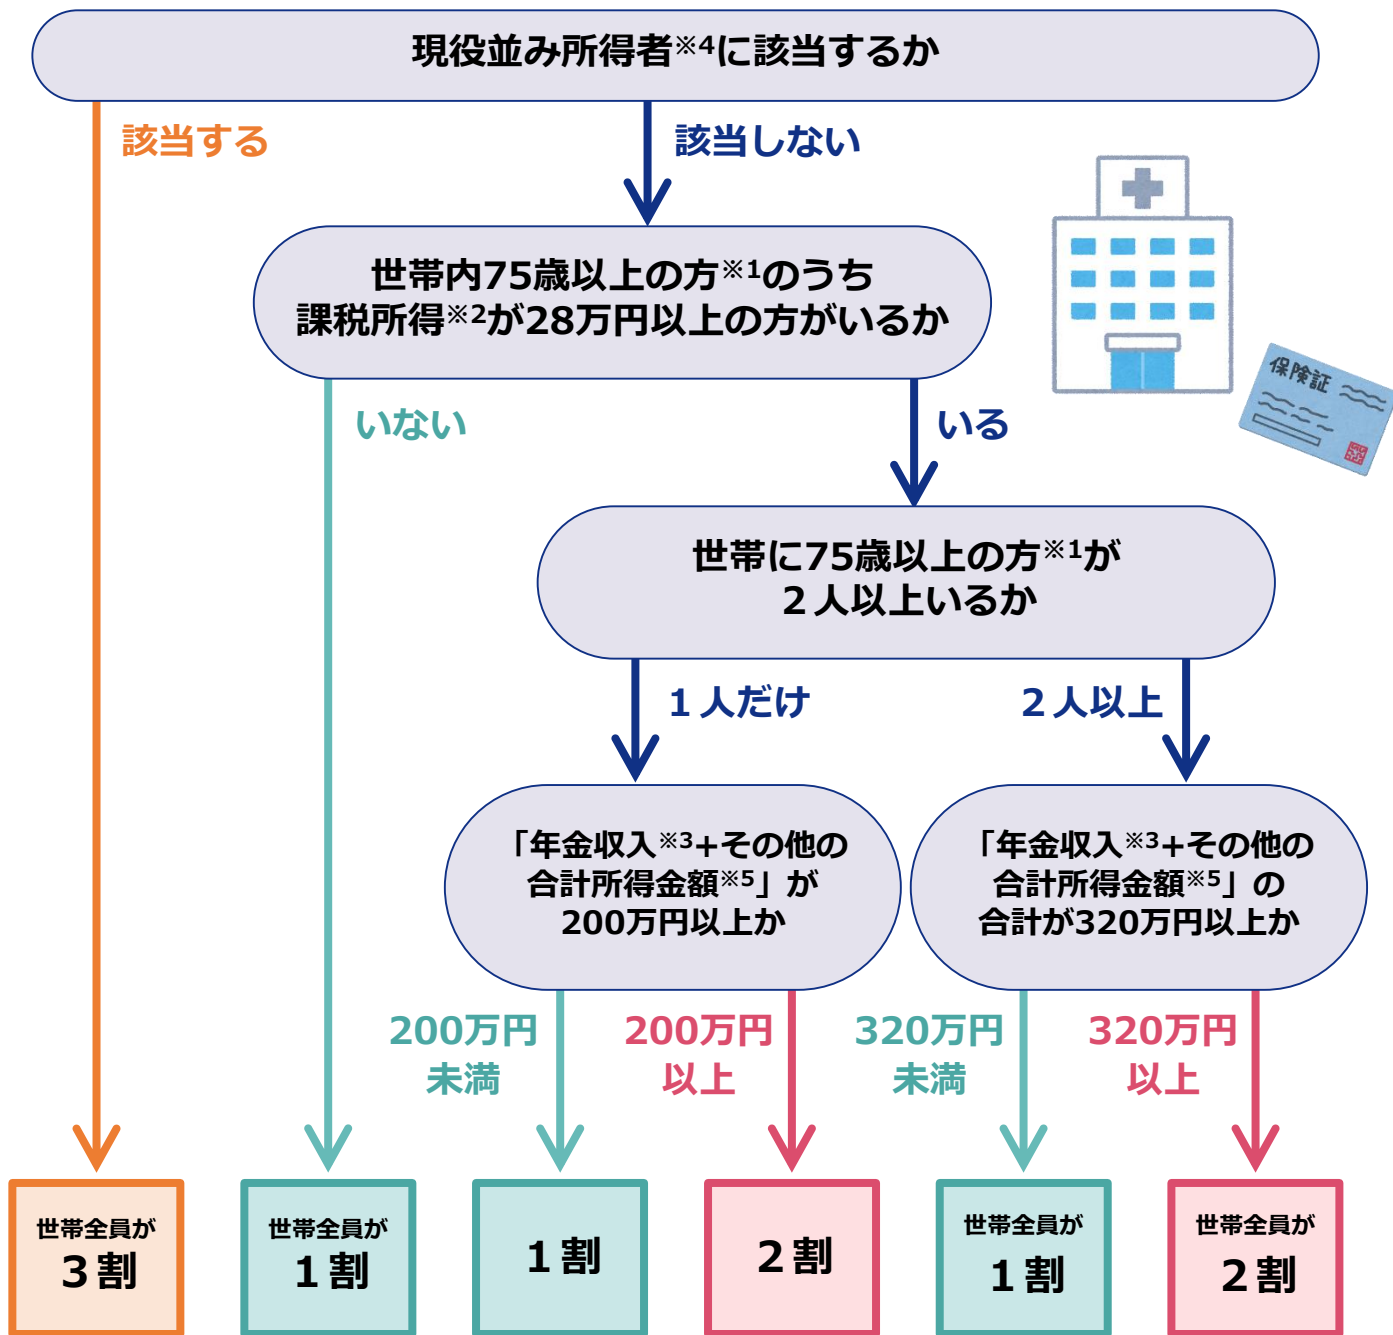 現役並み所得者※4に該当するか
該当する
該当しない
世帯内75歳以上の方※1のうち
課税所得※2が28万円以上の方がいるか
保険証
いない
いる
世帯に75歳以上の方※1が
２人以上いるか
１人だけ
２人以上
「年金収入※3+その他の
合計所得金額※5」が
200万円以上か
「年金収入※3+その他の
合計所得金額※5」の
合計が320万円以上か
200万円
未満
200万円
以上
320万円
未満
320万円
以上
世帯全員が
３割
世帯全員が
１割
１割
２割
世帯全員が
１割
世帯全員が
２割